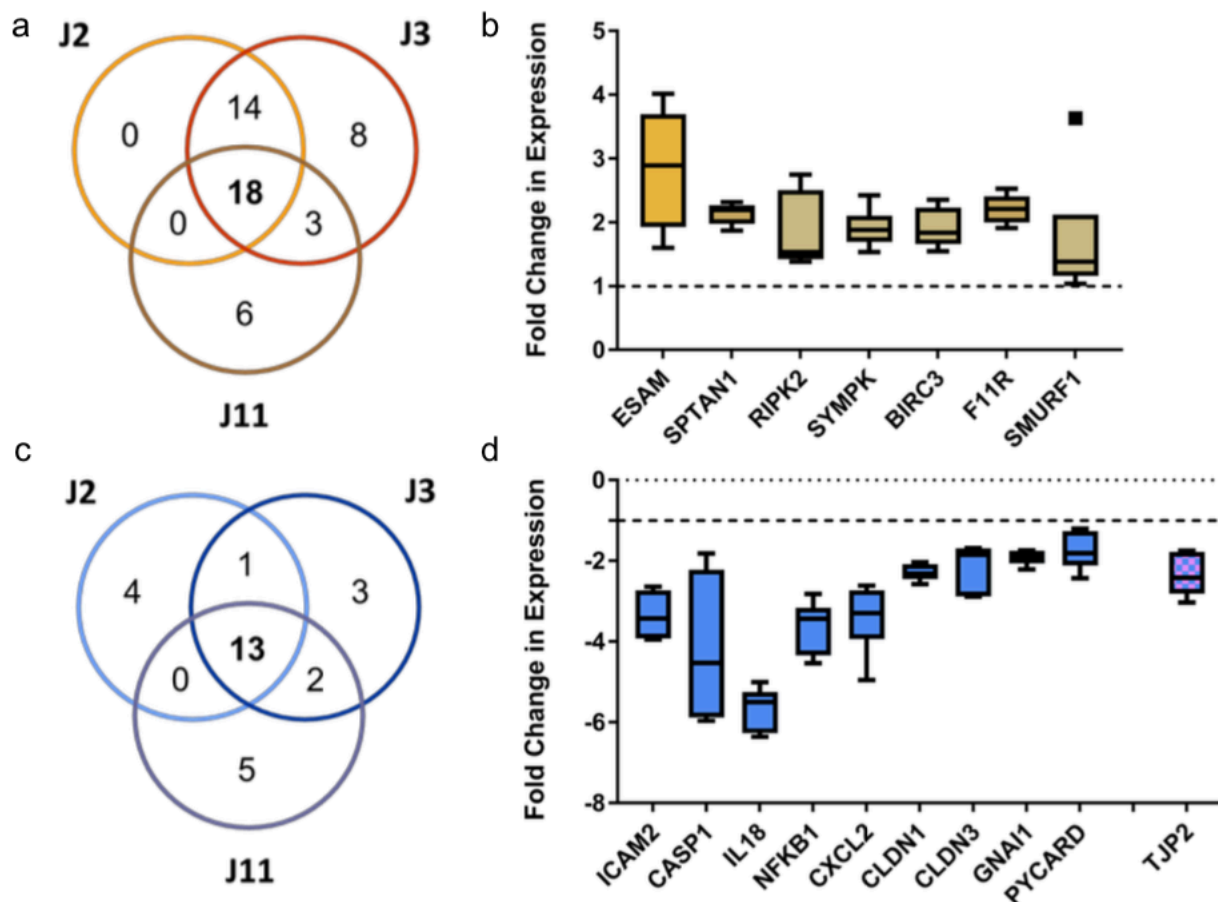 a
J2
J3
0
14
8
18
0
3
6
J11
b
Fold Change in Expression
5
4
3
2
1
0
ESAM
SPTAN1
RIPK2
SYMPK
BIRC3
F11R
SMURF1
c
J2
J3
4
1
3
13
0
2
5
J11
d
Fold Change in Expression
-0
-2
-4
-6
-8
ICAM2
CASP1
IL18
NFKB1
CXCL2
CLDN1
CLDN3
GNAI1
PYCARD
TJP2